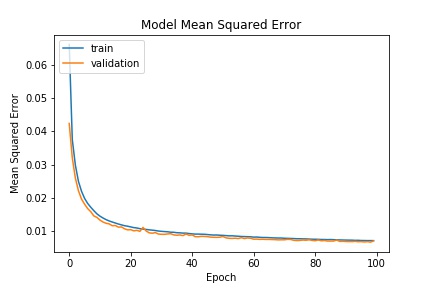 Model Mean Squared Error
train
validation
Mean Squared Error
0.06
0.05
0.04
0.03
0.02
0.01
0 20 40 60 80 100
Epoch